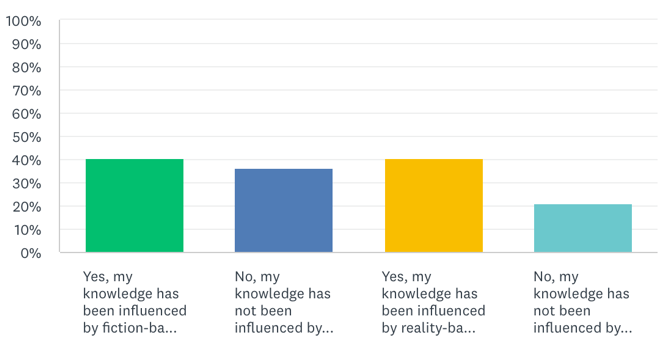 100%
90%
80%
70%
60%
50%
40%
30%
20%
10%
0%
Yes, my
knowledge has
been influenced
by fiction-ba...
No, my
knowledge has
not been
influenced by...
Yes, my
knowledge has
been influenced
by reality-ba...
No, my
knowledge has
not been
influenced by...